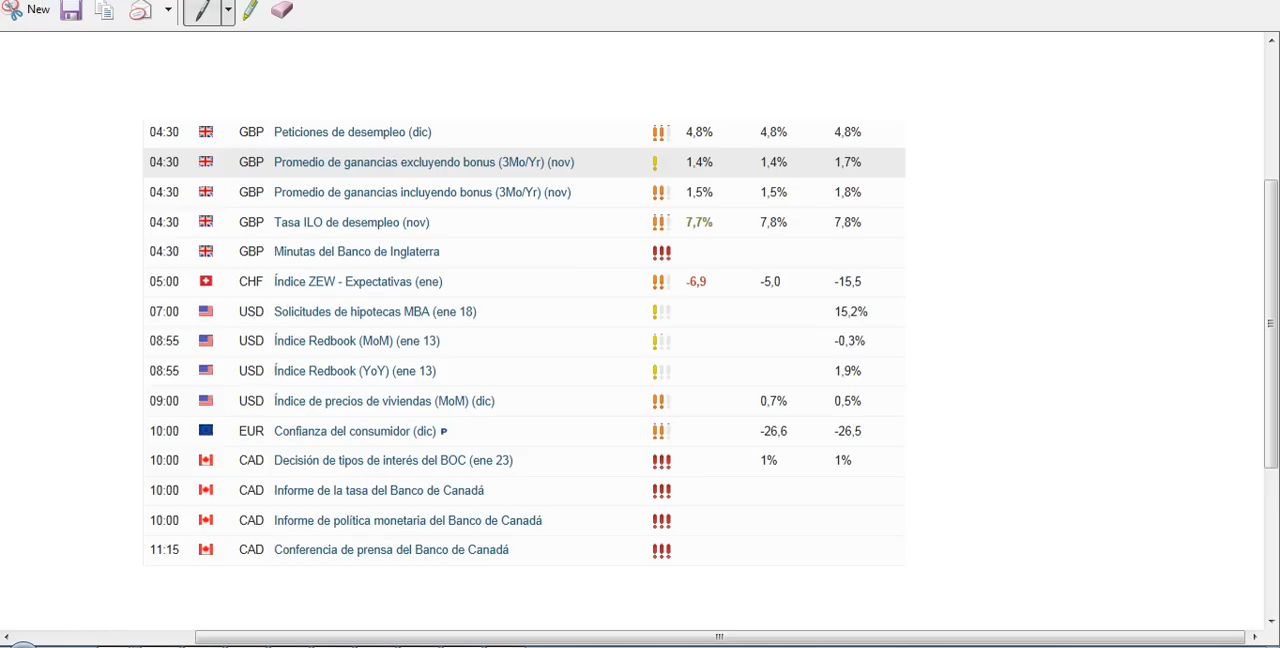 New
04:30 GBP Peticiones de desempleo (dic) 4,8% 4,8% 4,8%
04:30 GBP Promedio de ganancias excluyendo bonus (3Mo/Yr) (nov) 1,4% 1,4% 1,7%
04:30 GBP Promedio de ganancias incluyendo bonus (3Mo/Yr) (nov) 1,5% 1,5% 1,8%
04:30 GBP Tasa ILO de desempleo (nov) 7,7% 7,8% 7,8%
04:30 GBP Minutas del Banco de Inglaterra
05:00 CHF Índice ZEW - Expectativas (ene) -6,9 -5,0 -15,5
07:00 USD Solicitudes de hipotecas MBA (ene 18) 15,2%
08:55 USD Índice Redbook (MoM) (ene 13) -0,3%
08:55 USD Índice Redbook (YoY) (ene 13) 1,9%
09:00 USD Índice de precios de viviendas (MoM) (dic) 0,7% 0,5%
10:00 EUR Confianza del consumidor (dic) P -26,6 -26,5
10:00 CAD Decisión de tipos de interés del BOC (ene 23) 1% 1%
10:00 CAD Informe de la tasa del Banco de Canadá
10:00 CAD Informe de política monetaria del Banco de Canadá
11:15 CAD Conferencia de prensa del Banco de Canadá